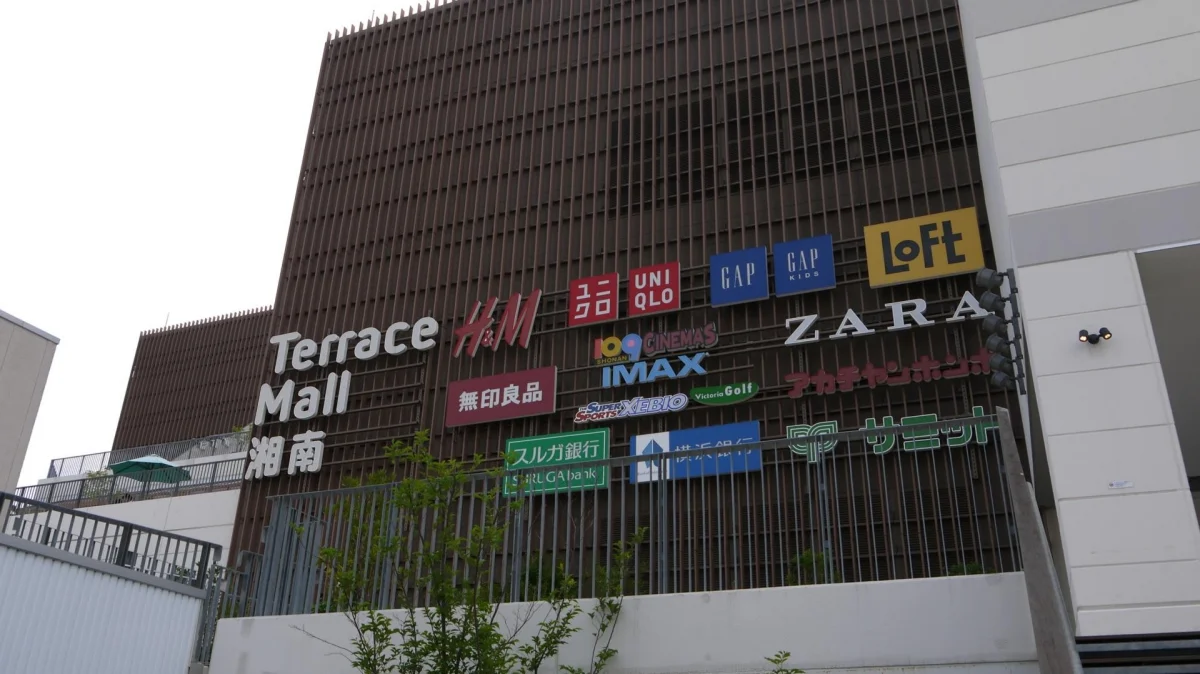 Terrace
Mall
湘南
H&M
ユニ
クロ
UNI
QLO
GAP
GAP
KIDS
LoFt
109 CINEMAS
SHONAN
IMAX
ZARA
無印良品
SUPER
SPORTS XEBIO
Victoria Golf
アカチャンホンポ
スルガ銀行
SURUGA bank
横浜銀行
サミット